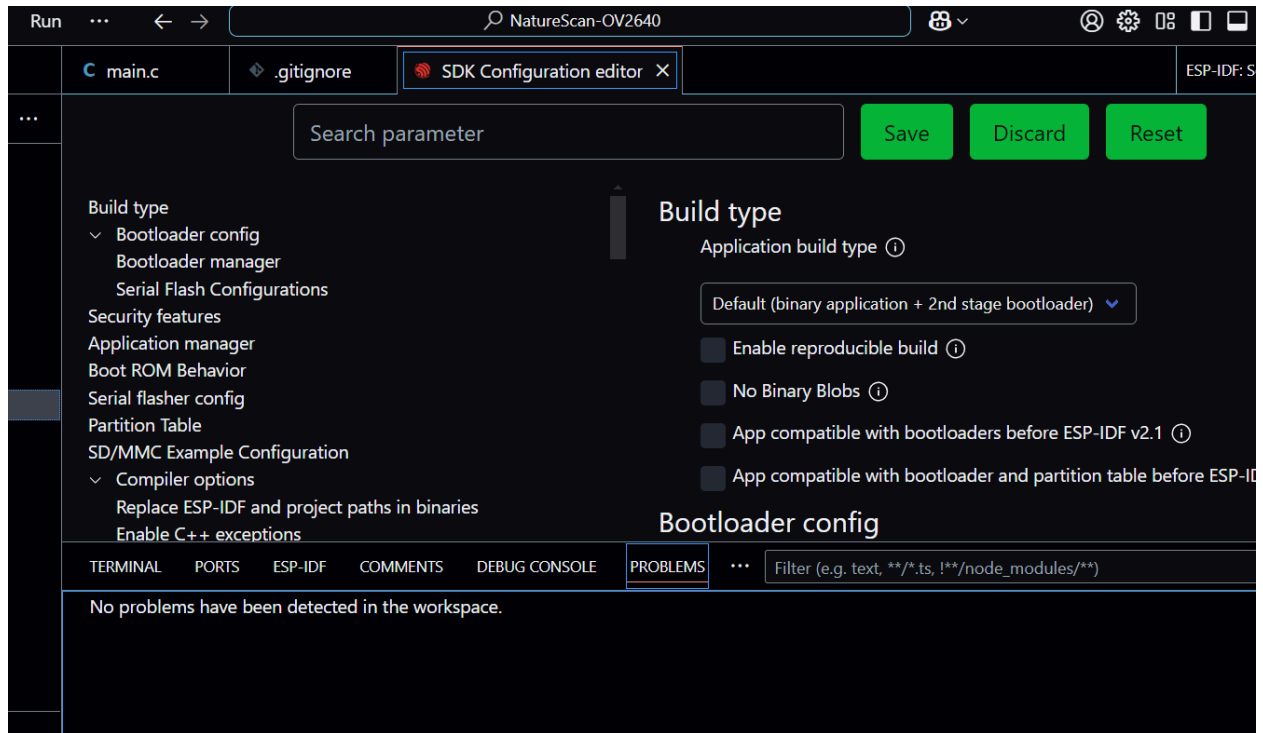 Run ··· ← → NatureScan-OV2640
C main.c .gitignore SDK Configuration editor × ESP-IDF: S
···
Search parameter Save Discard Reset
Build type
Bootloader config
Bootloader manager
Serial Flash Configurations
Security features
Application manager
Boot ROM Behavior
Serial flasher config
Partition Table
SD/MMC Example Configuration
Compiler options
Replace ESP-IDF and project paths in binaries
Enable C++ exceptions
Build type
Application build type
Default (binary application + 2nd stage bootloader)
Enable reproducible build
No Binary Blobs
App compatible with bootloaders before ESP-IDF v2.1
App compatible with bootloader and partition table before ESP-ID
Bootloader config
TERMINAL PORTS ESP-IDF COMMENTS DEBUG CONSOLE PROBLEMS ··· Filter (e.g. text, **/*.ts, !**/node_modules/**)
No problems have been detected in the workspace.